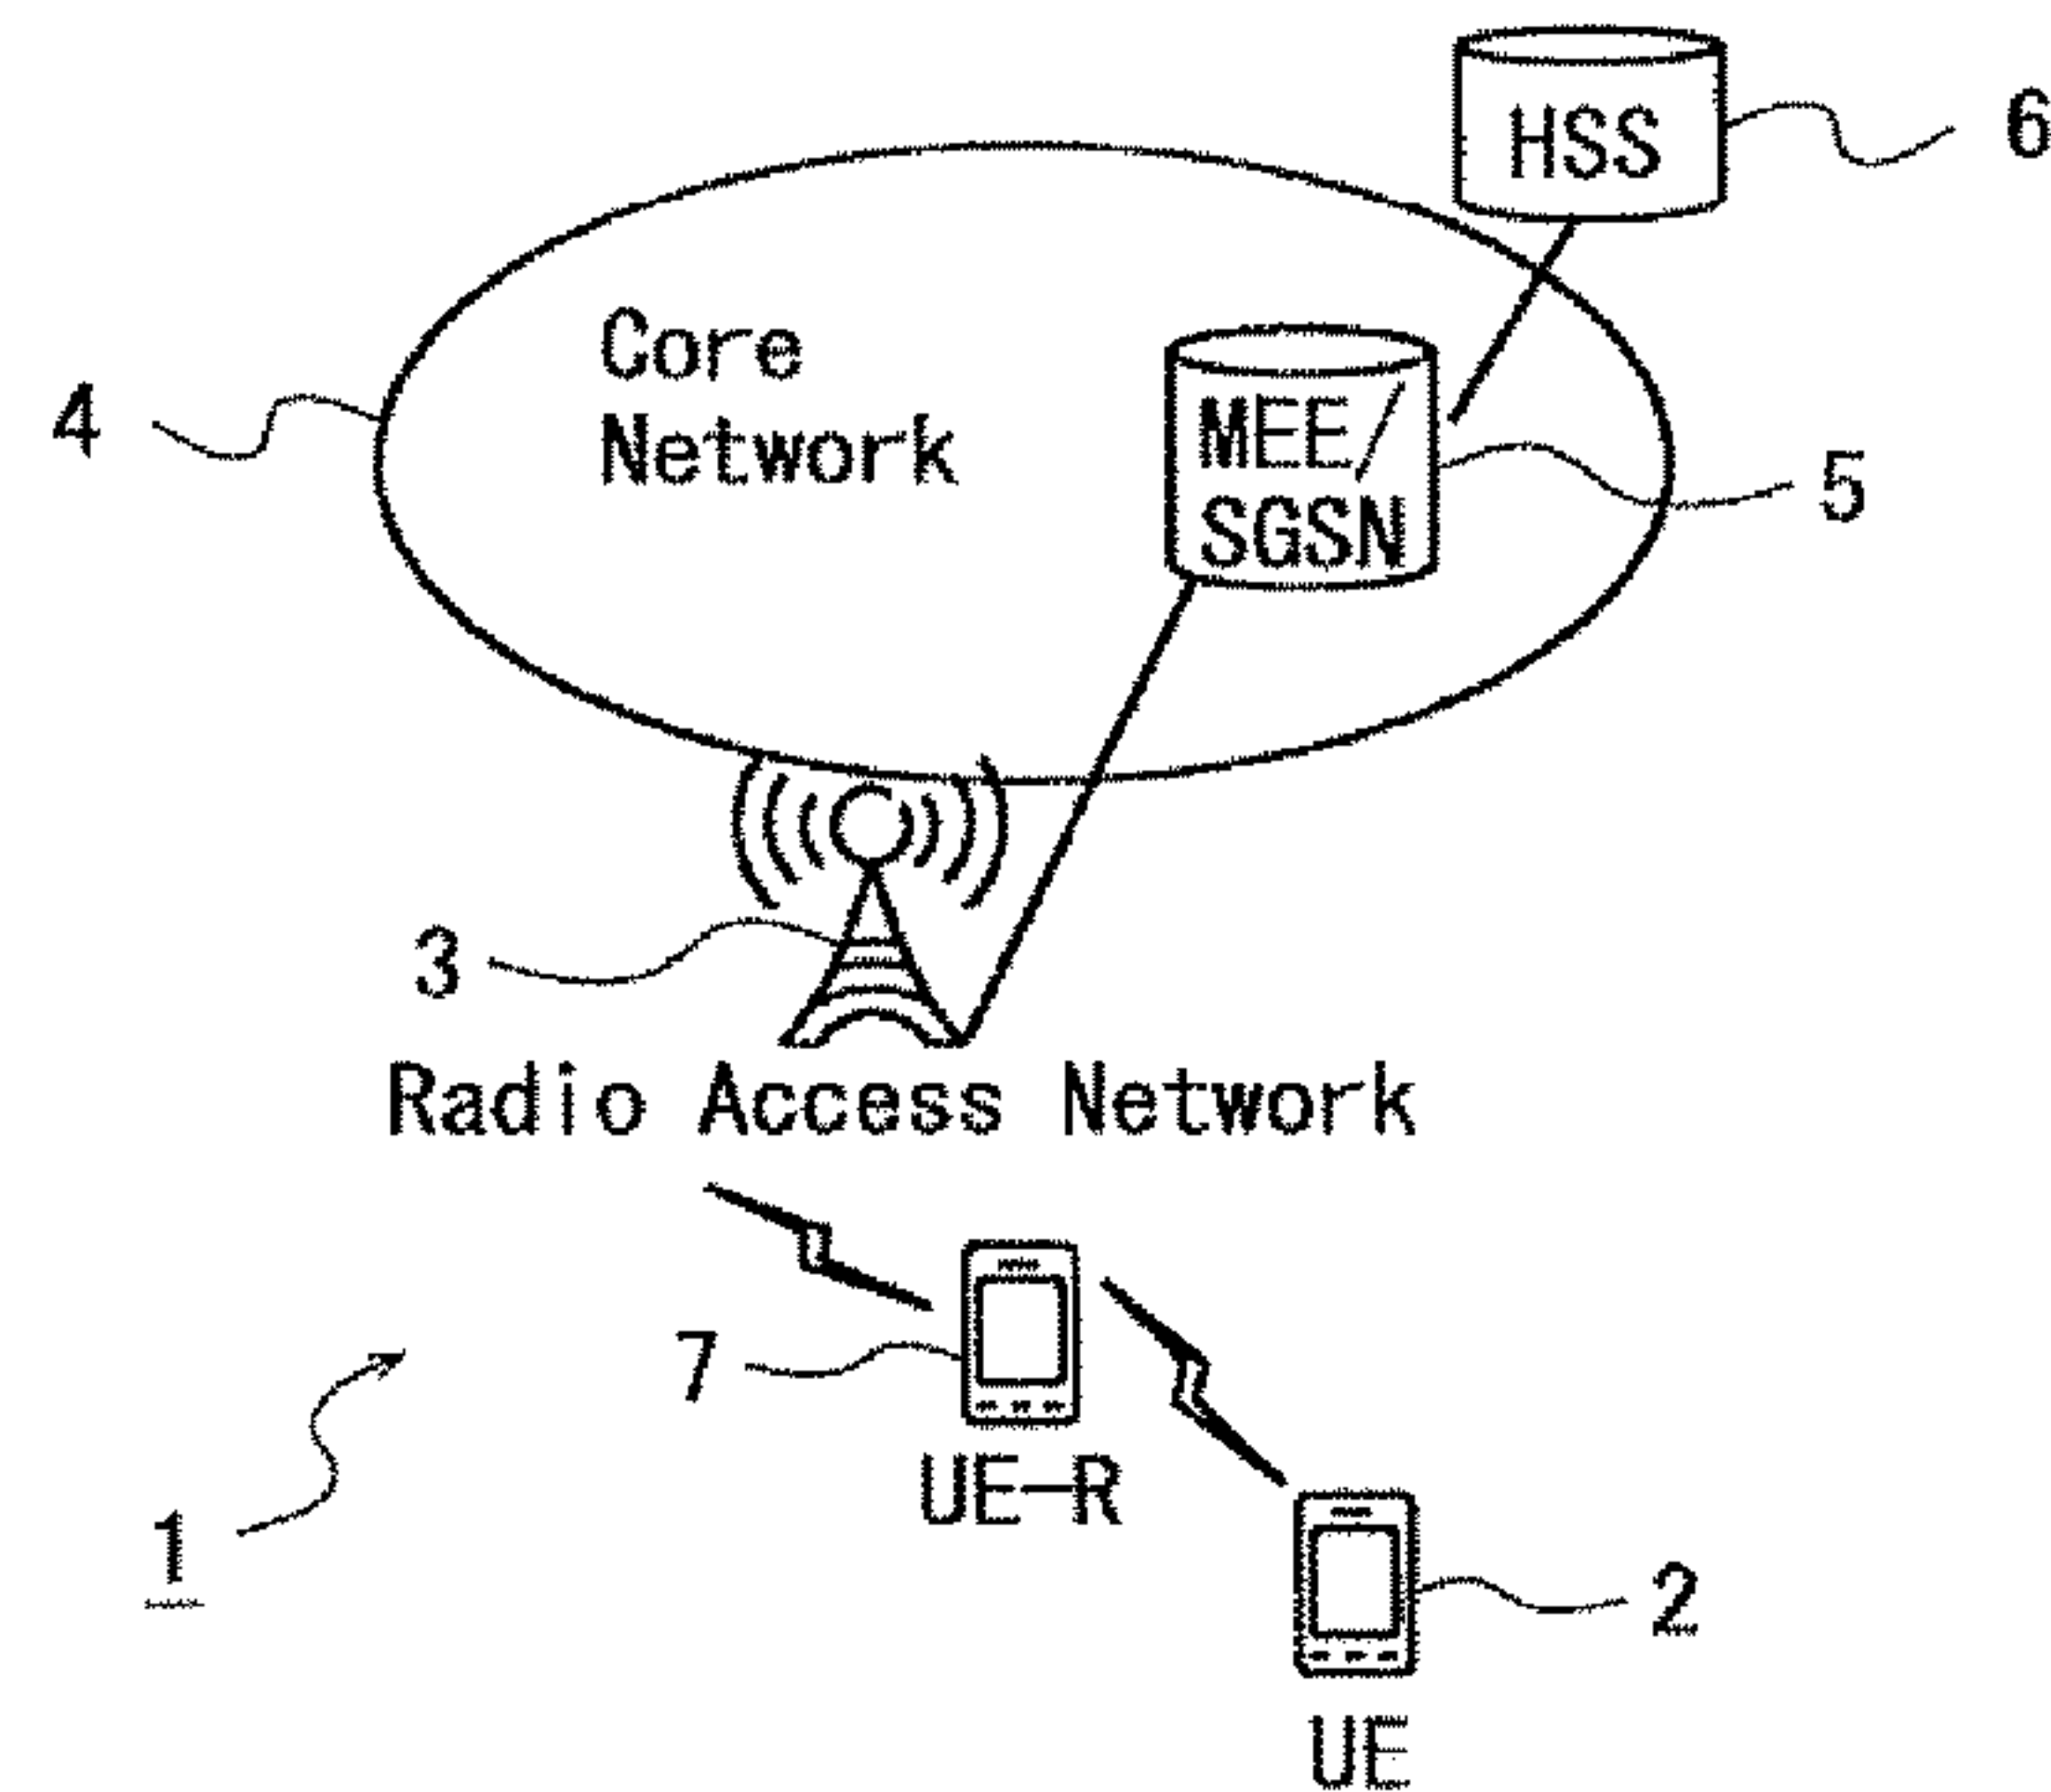 HSS
6
Core
Network
4
MEE/
SGSN
5
3
Radio Access Network
7
UE-R
1
2
UE